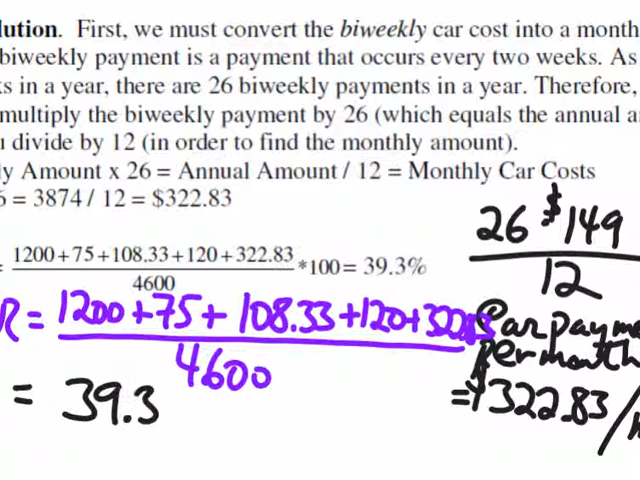 lution. First, we must convert the biweekly car cost into a month
biweekly payment is a payment that occurs every two weeks. As
ks in a year, there are 26 biweekly payments in a year. Therefore,
multiply the biweekly payment by 26 (which equals the annual a
divide by 12 (in order to find the monthly amount).
ly Amount x 26 = Annual Amount / 12 = Monthly Car Costs
6 = 3874 / 12 = $322.83
26 $149
12
= 1200+75+108.33+120+322.83
4600
*100= 39.3%
R = 1200+75+ 108.33+120+322.83
4600
Car payme
per month
= $322.83/
= 39.3